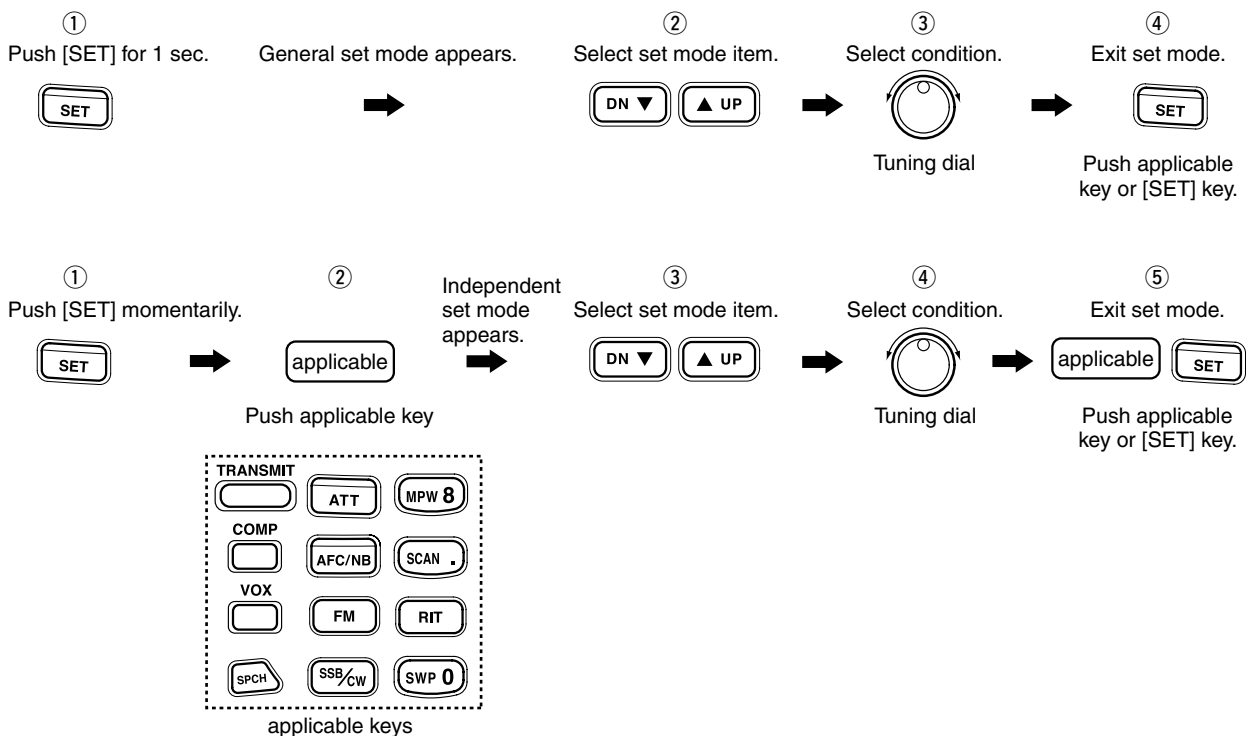 ① ② ③ ④
Push [SET] for 1 sec. General set mode appears. Select set mode item. Select condition. Exit set mode.
SET DN ▼ ▲ UP SET
Tuning dial Push applicable
key or [SET] key.
① ② Independent ③ ④ ⑤
Push [SET] momentarily. set mode Select set mode item. Select condition. Exit set mode.
appears.
SET applicable DN ▼ ▲ UP applicable SET
Push applicable key Tuning dial Push applicable
key or [SET] key.
TRANSMIT ATT MPW 8
COMP AFC/NB SCAN .
VOX FM RIT
SPCH SSB/CW SWP 0
applicable keys